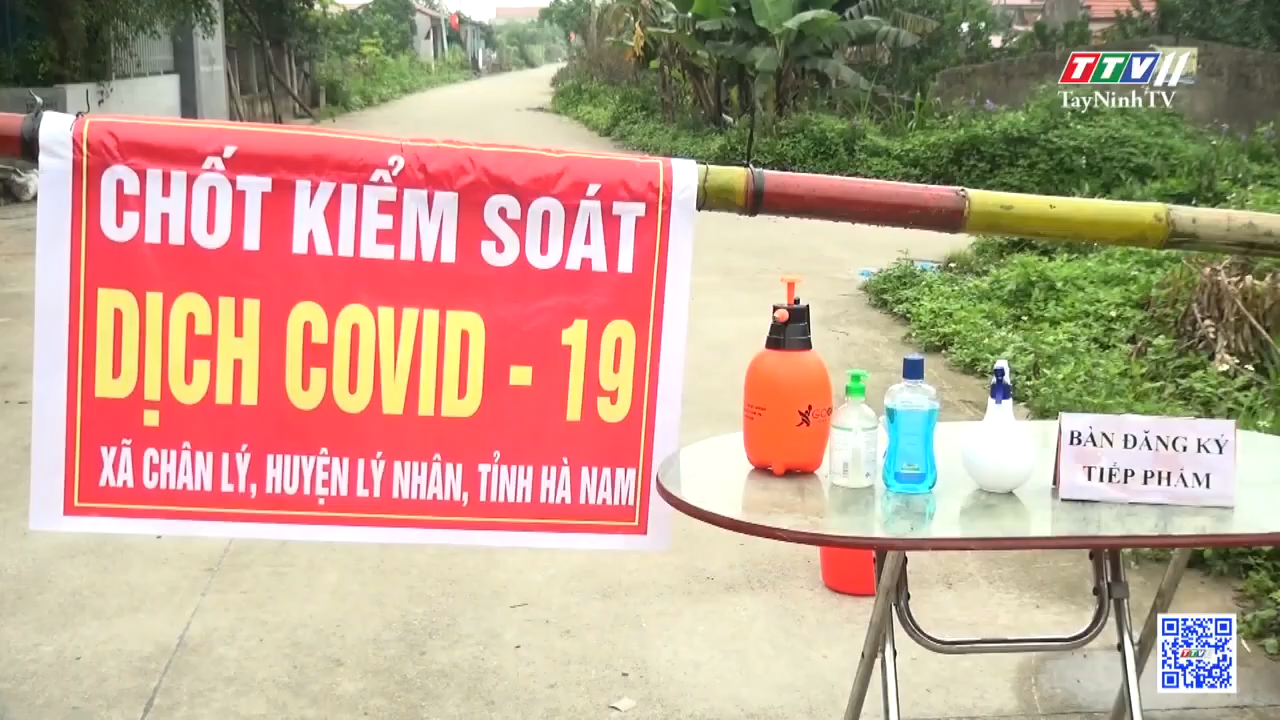 TTV11
TayNinhTV
CHỐT KIỂM SOÁT
DỊCH COVID - 19
XÃ CHÂN LÝ, HUYỆN LÝ NHÂN, TỈNH HÀ NAM
BÀN ĐĂNG KÝ
TIẾP PHẨM